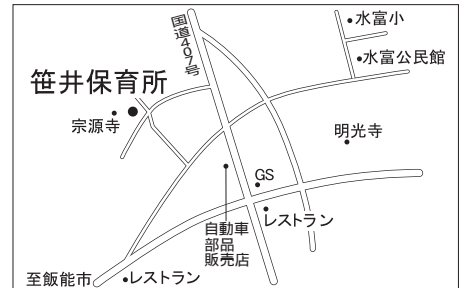 国道407号
水富小
水富公民館
笹井保育所
宗源寺
明光寺
GS
自動車
部品
販売店
レストラン
至飯能市
レストラン